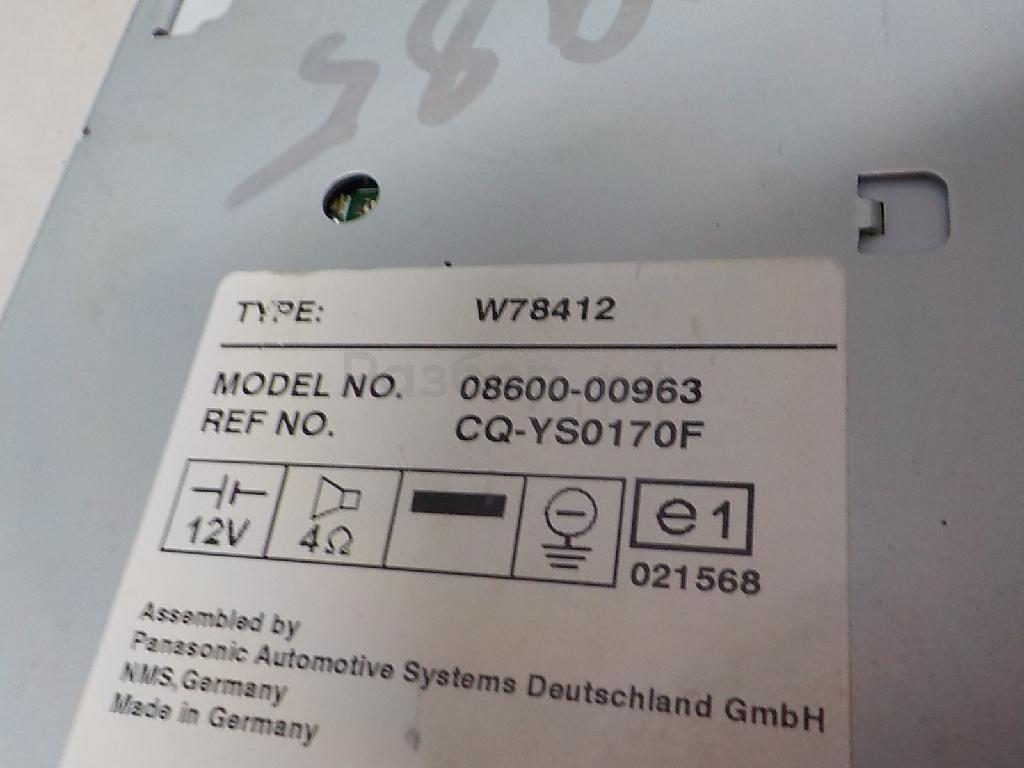 TYPE: W78412
MODEL NO. 08600-00963
REF NO. CQ-YS0170F
12V 4Ω e1
021568
Assembled by
Panasonic Automotive Systems Deutschland GmbH
NMS, Germany
Made in Germany